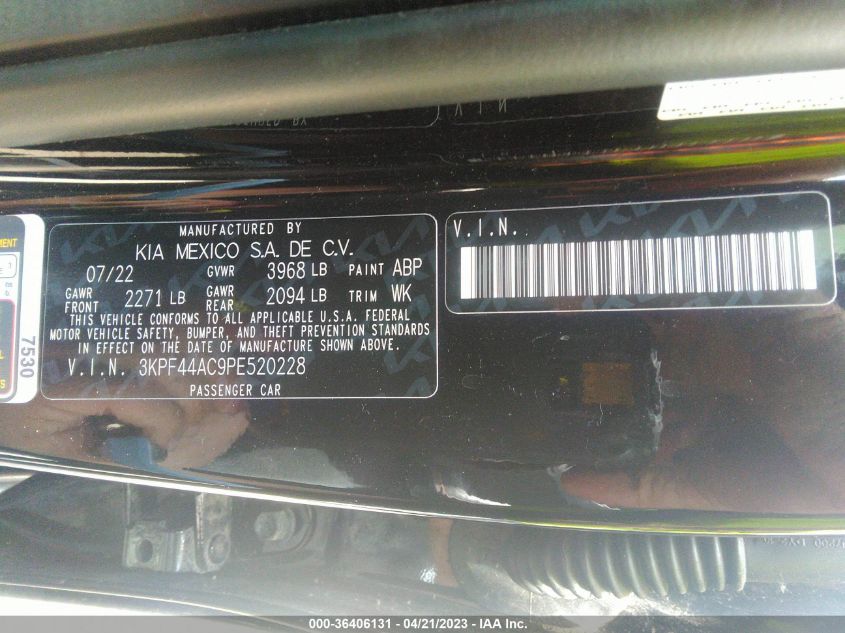 MANUFACTURED BY
KIA MEXICO S.A. DE C.V.
07/22 GVWR 3968 LB PAINT ABP
GAWR FRONT 2271 LB GAWR REAR 2094 LB TRIM WK
THIS VEHICLE CONFORMS TO ALL APPLICABLE U.S.A. FEDERAL
MOTOR VEHICLE SAFETY, BUMPER, AND THEFT PREVENTION STANDARDS
IN EFFECT ON THE DATE OF MANUFACTURE SHOWN ABOVE.
V.I.N. 3KPF44AC9PE520228
PASSENGER CAR
V.I.N.
7530
000-36406131 - 04/21/2023 - IAA Inc.